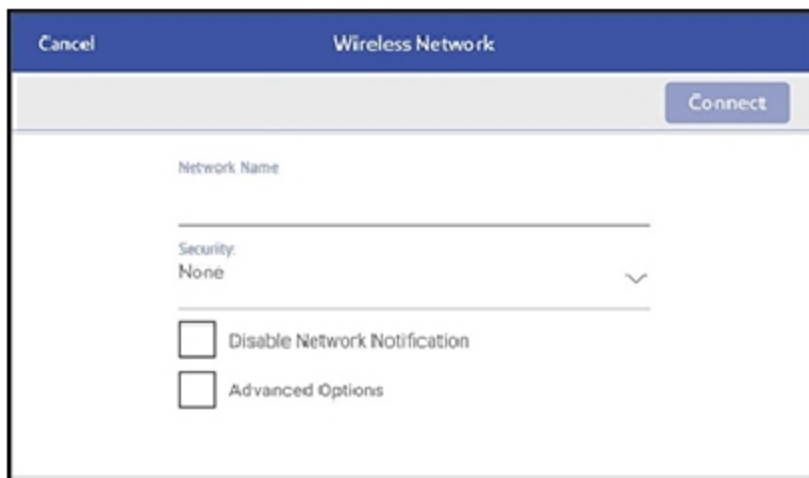 Cancel Wireless Network
Connect
Network Name
Security:
None
Disable Network Notification
Advanced Options